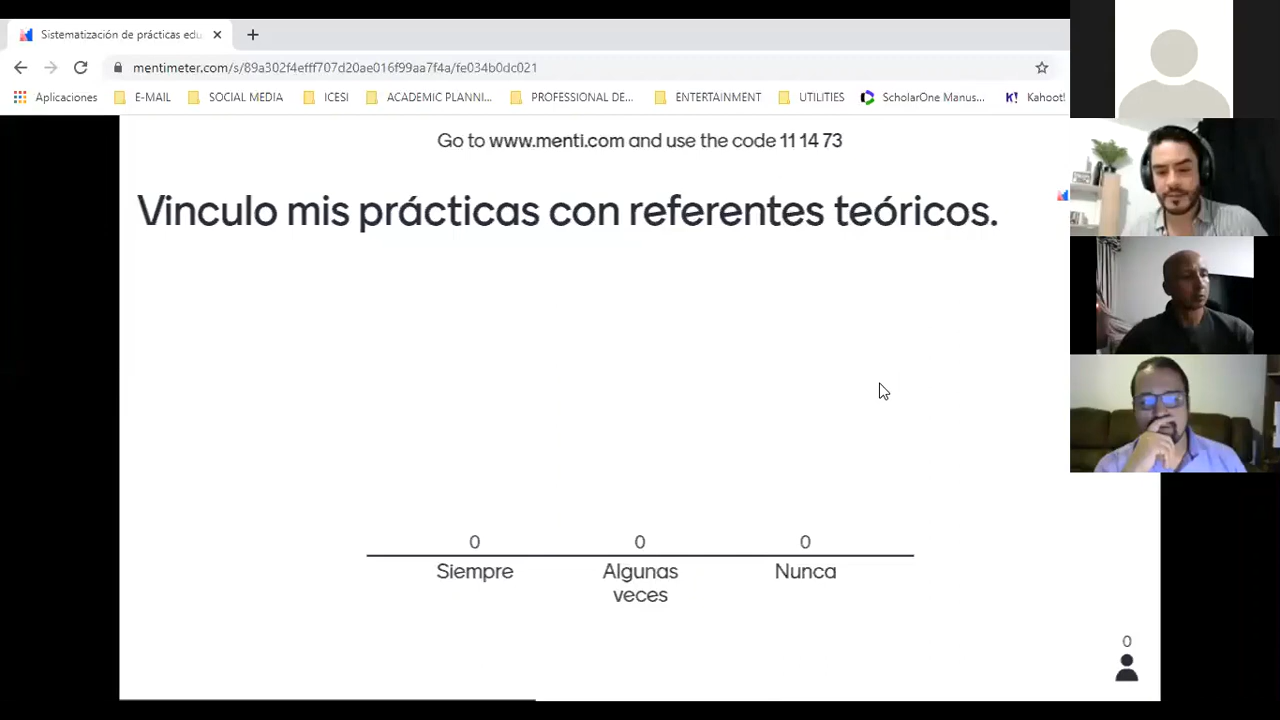 Sistematización de prácticas edu
mentimeter.com/s/89a302f4efff707d20ae016f99aa7f4a/fe034b0dc021
Aplicaciones E-MAIL SOCIAL MEDIA ICESI ACADEMIC PLANNI... PROFESSIONAL DE... ENTERTAINMENT UTILITIES ScholarOne Manus... K! Kahoot!
Go to www.menti.com and use the code 11 14 73
Vinculo mis prácticas con referentes teóricos.
0 0 0
Siempre Algunas veces Nunca
0